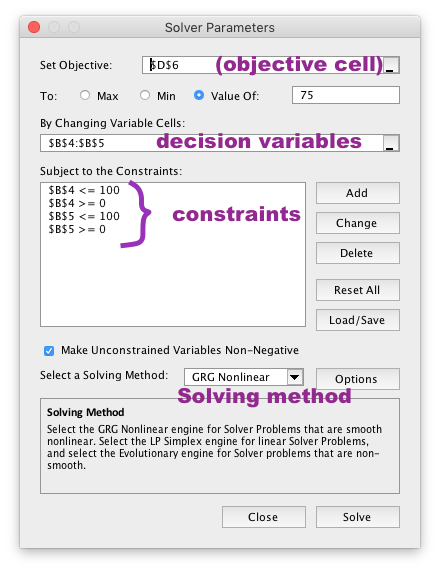 Solver Parameters
Set Objective: $D$6 (objective cell)
To: Max Min Value Of: 75
By Changing Variable Cells:
$B$4:$B$5 decision variables
Subject to the Constraints:
$B$4 <= 100 Add
$B$4 >= 0
$B$5 <= 100 constraints Change
$B$5 >= 0
Delete
Reset All
Load/Save
Make Unconstrained Variables Non-Negative
Select a Solving Method: GRG Nonlinear Options
Solving method
Solving Method
Select the GRG Nonlinear engine for Solver Problems that are smooth
nonlinear. Select the LP Simplex engine for linear Solver Problems,
and select the Evolutionary engine for Solver problems that are non-
smooth.
Close Solve